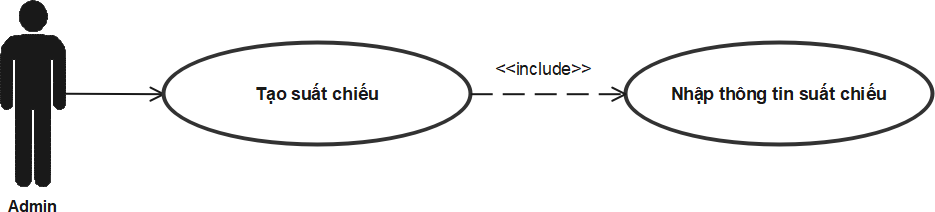 <<include>>
Tạo suất chiếu
Nhập thông tin suất chiếu
Admin